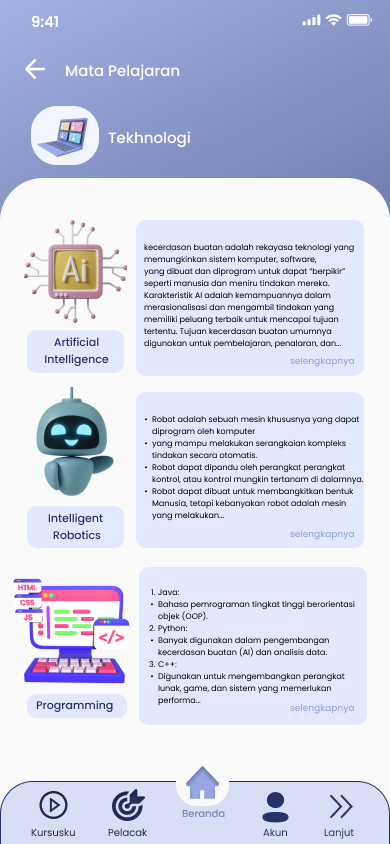 9:41
Mata Pelajaran
Tekhnologi
Ai
Artificial
Intelligence
kecerdasan buatan adalah rekayasa teknologi yang
memungkinkan sistem komputer, software,
yang dibuat dan diprogram untuk dapat “berpikir”
seperti manusia dan meniru tindakan mereka.
Karakteristik AI adalah kemampuannya dalam
merasionalisasi dan mengambil tindakan yang
memiliki peluang terbaik untuk mencapai tujuan
tertentu. Tujuan kecerdasan buatan umumnya
digunakan untuk pembelajaran, penalaran, dan...
selengkapnya
Intelligent
Robotics
• Robot adalah sebuah mesin khususnya yang dapat
diprogram oleh komputer
• yang mampu melakukan serangkaian kompleks
tindakan secara otomatis.
• Robot dapat dipandu oleh perangkat perangkat
kontrol, atau kontrol mungkin tertanam di dalamnya.
• Robot dapat dibuat untuk membangkitkan bentuk
Manusia, tetapi kebanyakan robot adalah mesin
yang melakukan...
selengkapnya
HTML
CSS
JS
</>
Programming
1. Java:
• Bahasa pemrograman tingkat tinggi berorientasi
objek (OOP).
2. Python:
• Banyak digunakan dalam pengembangan
kecerdasan buatan (AI) dan analisis data.
3. C++:
• Digunakan untuk mengembangkan perangkat
lunak, game, dan sistem yang memerlukan
performa...
selengkapnya
Kursusku
Pelacak
Beranda
Akun
Lanjut